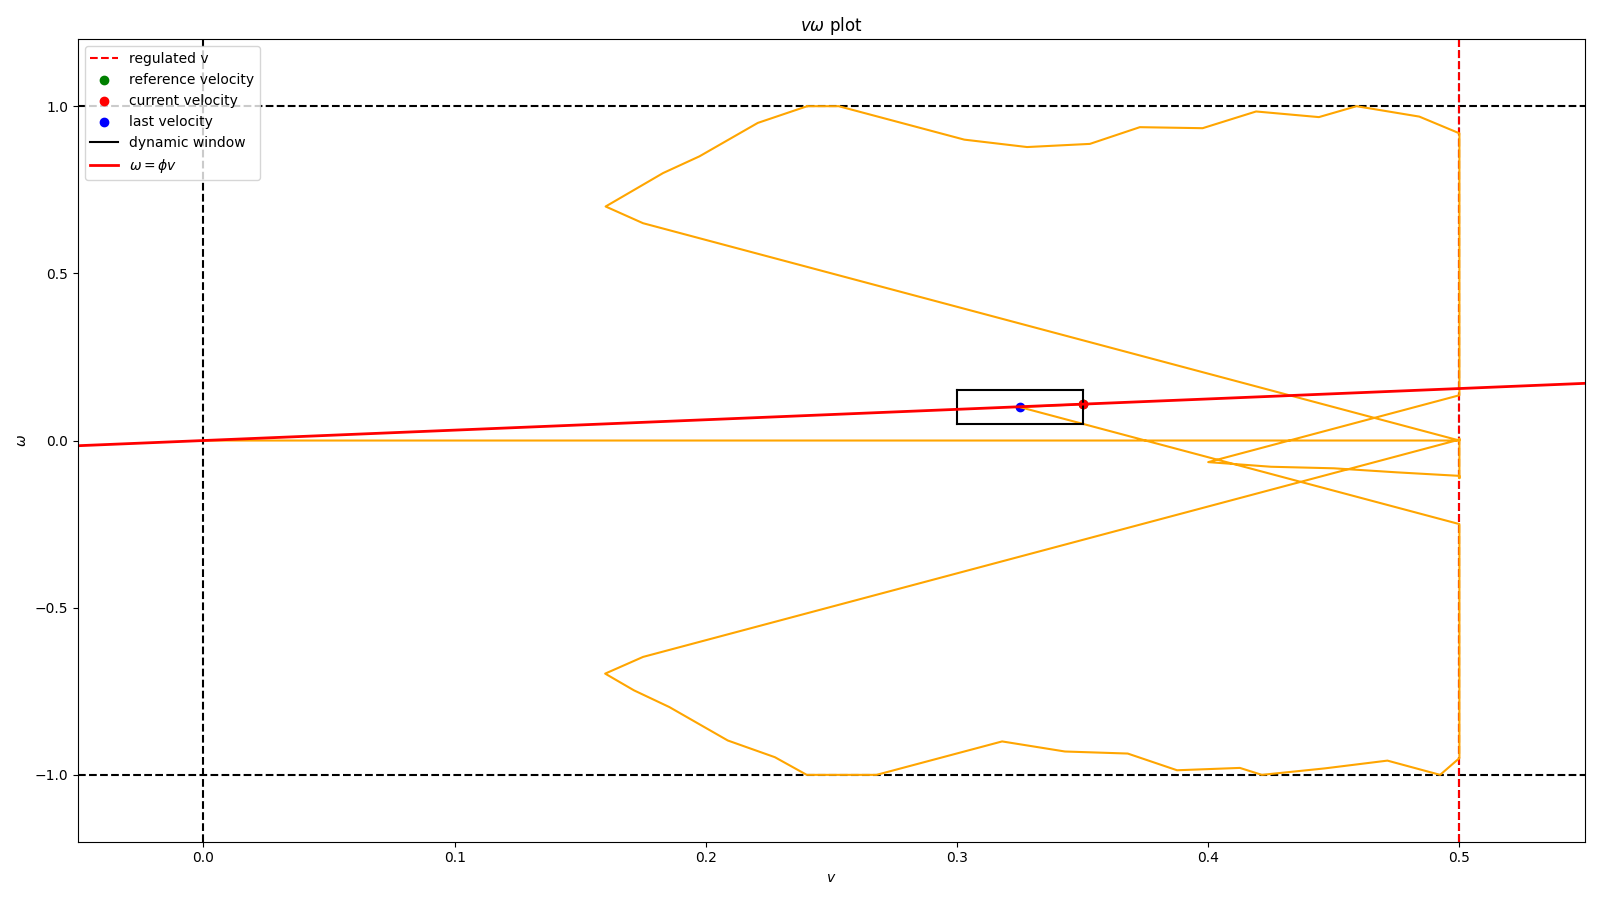 vω plot
regulated v
reference velocity
current velocity
last velocity
dynamic window
ω = ϕv
1.0
0.5
0.0
−0.5
−1.0
ω
0.0 0.1 0.2 0.3 0.4 0.5
v